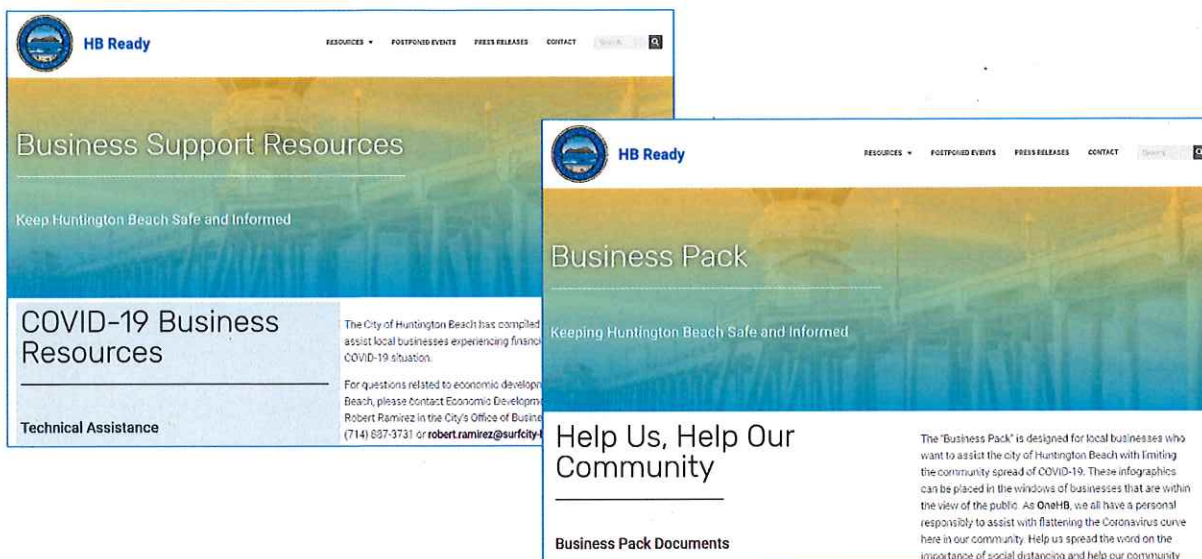 HB Ready
RESOURCES ▾ POSTPONED EVENTS PRESS RELEASES CONTACT
Business Support Resources
Keep Huntington Beach Safe and Informed
COVID-19 Business
Resources
Technical Assistance
The City of Huntington Beach has compiled
assist local businesses experiencing financi
COVID-19 situation.
For questions related to economic developm
Beach, please contact Economic Developme
Robert Ramirez in the City's Office of Busine
(714) 887-3731 or robert.ramirez@surfcity-h
HB Ready
RESOURCES ▾ POSTPONED EVENTS PRESS RELEASES CONTACT
Business Pack
Keeping Huntington Beach Safe and Informed
Help Us, Help Our
Community
Business Pack Documents
The "Business Pack" is designed for local businesses who
want to assist the city of Huntington Beach with limiting
the community spread of COVID-19. These infographics
can be placed in the windows of businesses that are within
the view of the public. As OneHB, we all have a personal
responsibly to assist with flattening the Coronavirus curve
here in our community. Help us spread the word on the
importance of social distancing and help our community